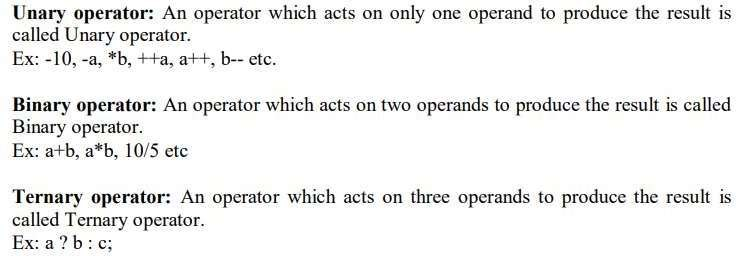 Unary operator: An operator which acts on only one operand to produce the result is
called Unary operator.
Ex: -10, -a, *b, ++a, a++, b-- etc.
Binary operator: An operator which acts on two operands to produce the result is called
Binary operator.
Ex: a+b, a*b, 10/5 etc
Ternary operator: An operator which acts on three operands to produce the result is
called Ternary operator.
Ex: a ? b : c;